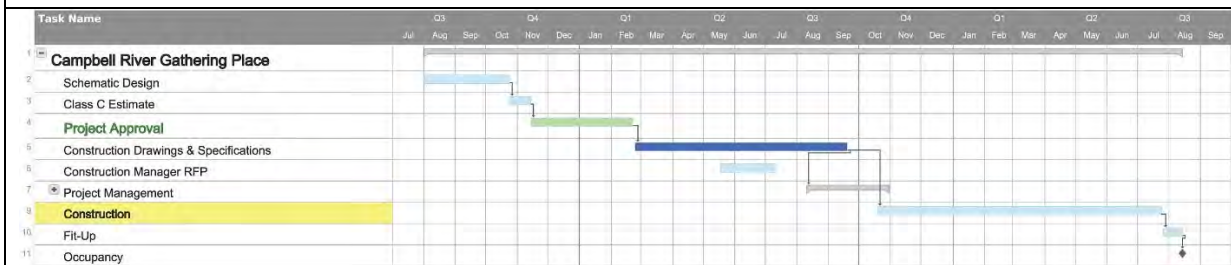 Task Name Q3 Q4 Q1 Q2 Q3 Q4 Q1 Q2 Q3
Jul Aug Sep Oct Nov Dec Jan Feb Mar Apr May Jun Jul Aug Sep Oct Nov Dec Jan Feb Mar Apr May Jun Jul Aug Sep
1 Campbell River Gathering Place
2 Schematic Design
3 Class C Estimate
4 Project Approval
5 Construction Drawings & Specifications
6 Construction Manager RFP
7 Project Management
9 Construction
10 Fit-Up
11 Occupancy